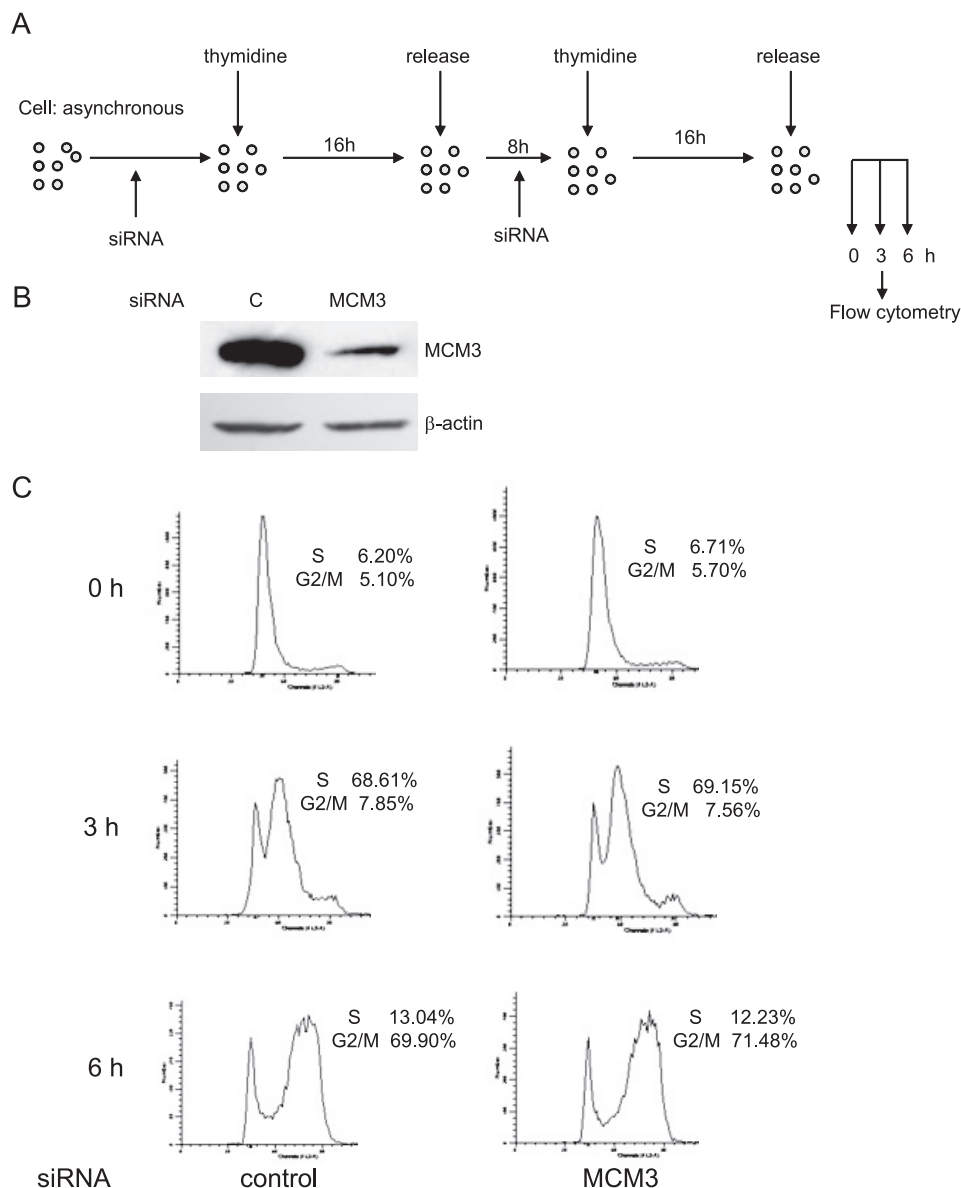 A
thymidine release thymidine release
Cell: asynchronous
16h 8h 16h
siRNA siRNA
0 3 6 h
Flow cytometry
B
siRNA C MCM3
MCM3
β-actin
C
0 h
S 6.20%
G2/M 5.10%
S 6.71%
G2/M 5.70%
3 h
S 68.61%
G2/M 7.85%
S 69.15%
G2/M 7.56%
6 h
S 13.04%
G2/M 69.90%
S 12.23%
G2/M 71.48%
siRNA control MCM3